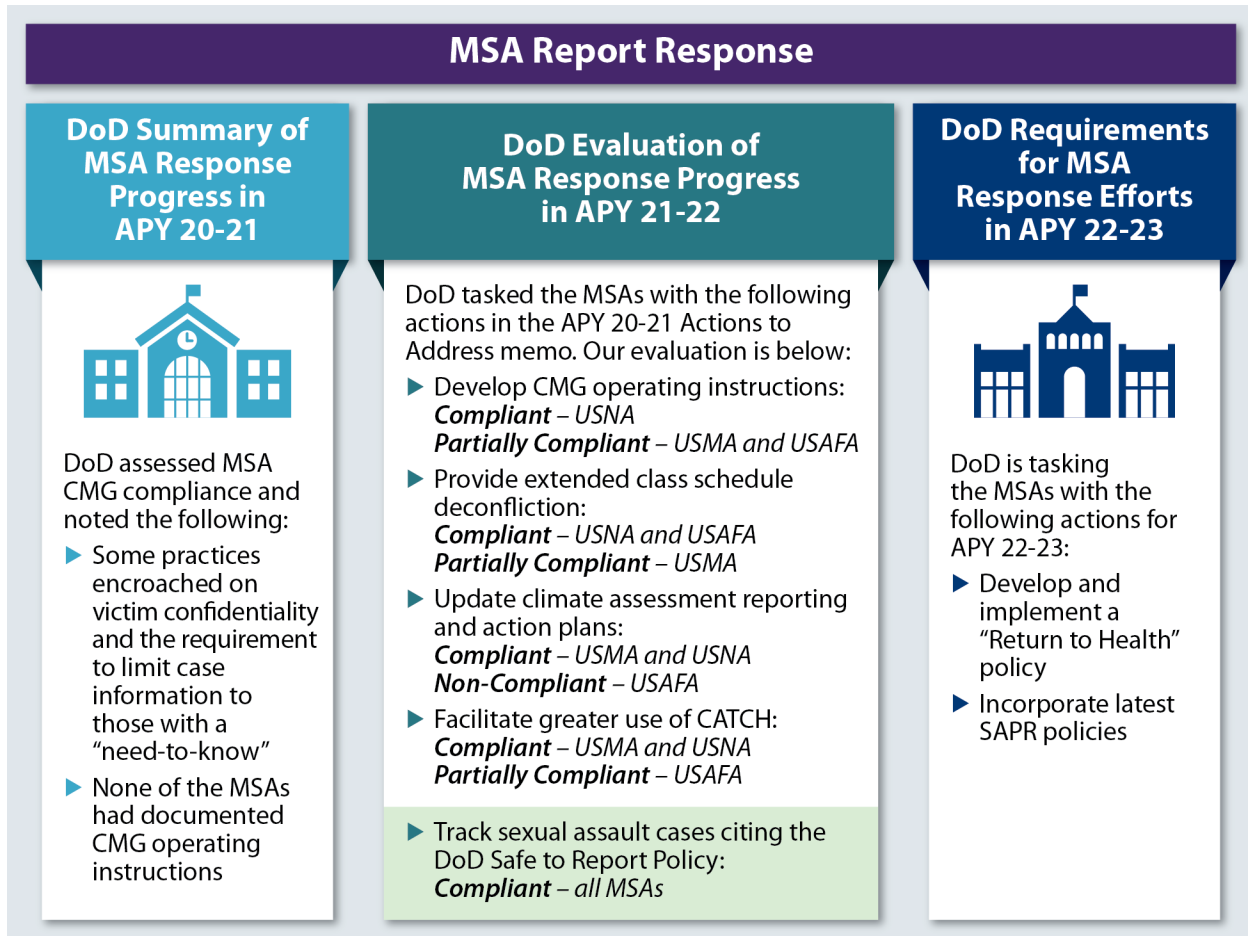 MSA Report Response
DoD Summary of
MSA Response
Progress in
APY 20-21
DoD assessed MSA
CMG compliance and
noted the following:
Some practices
encroached on
victim confidentiality
and the requirement
to limit case
information to
those with a
“need-to-know”
None of the MSAs
had documented
CMG operating
instructions
DoD Evaluation of
MSA Response Progress
in APY 21-22
DoD tasked the MSAs with the following
actions in the APY 20-21 Actions to
Address memo. Our evaluation is below:
Develop CMG operating instructions:
Compliant – USNA
Partially Compliant – USMA and USAFA
Provide extended class schedule
deconfliction:
Compliant – USNA and USAFA
Partially Compliant – USMA
Update climate assessment reporting
and action plans:
Compliant – USMA and USNA
Non-Compliant – USAFA
Facilitate greater use of CATCH:
Compliant – USMA and USNA
Partially Compliant – USAFA
Track sexual assault cases citing the
DoD Safe to Report Policy:
Compliant – all MSAs
DoD Requirements
for MSA
Response Efforts
in APY 22-23
DoD is tasking
the MSAs with the
following actions for
APY 22-23:
Develop and
implement a
“Return to Health”
policy
Incorporate latest
SAPR policies